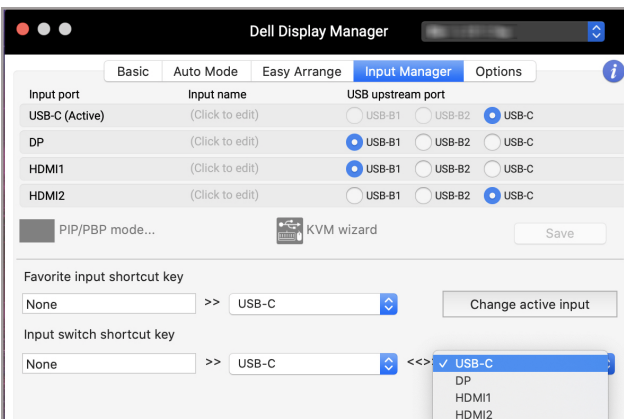 Dell Display Manager
Basic Auto Mode Easy Arrange Input Manager Options i
Input port Input name USB upstream port
USB-C (Active) (Click to edit) USB-B1 USB-B2 USB-C
DP (Click to edit) USB-B1 USB-B2 USB-C
HDMI1 (Click to edit) USB-B1 USB-B2 USB-C
HDMI2 (Click to edit) USB-B1 USB-B2 USB-C
PIP/PBP mode... KVM wizard Save
Favorite input shortcut key
None >> USB-C Change active input
Input switch shortcut key
None >> USB-C <<>> ✓ USB-C
DP
HDMI1
HDMI2